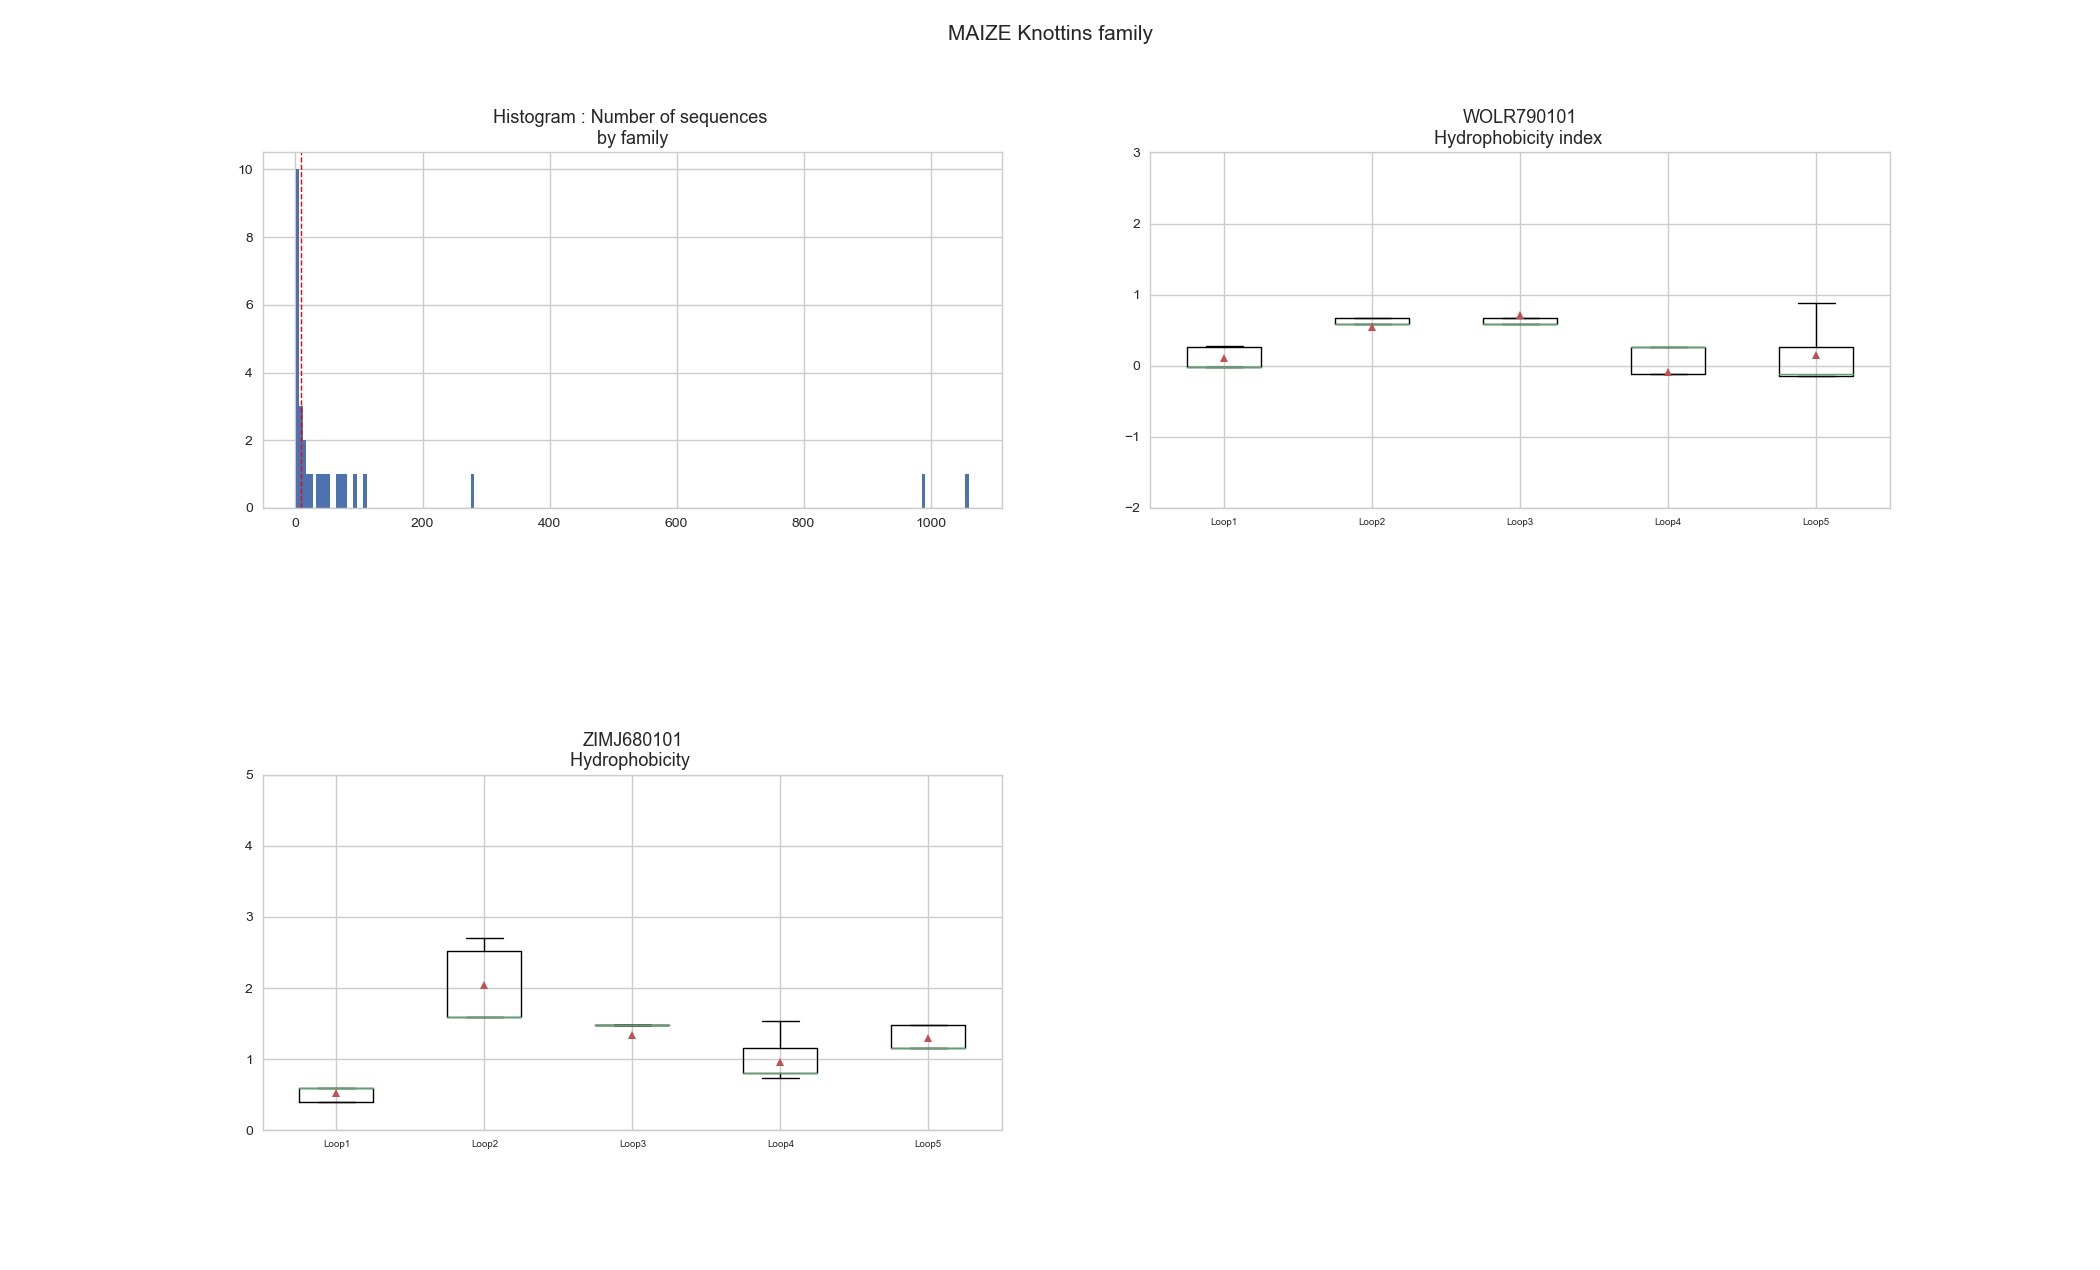 MAIZE Knottins family
Histogram : Number of sequences
by family
10
8
6
4
2
0
0 200 400 600 800 1000
WOLR790101
Hydrophobicity index
3
2
1
0
−1
−2
Loop1 Loop2 Loop3 Loop4 Loop5
ZIMJ680101
Hydrophobicity
5
4
3
2
1
0
Loop1 Loop2 Loop3 Loop4 Loop5